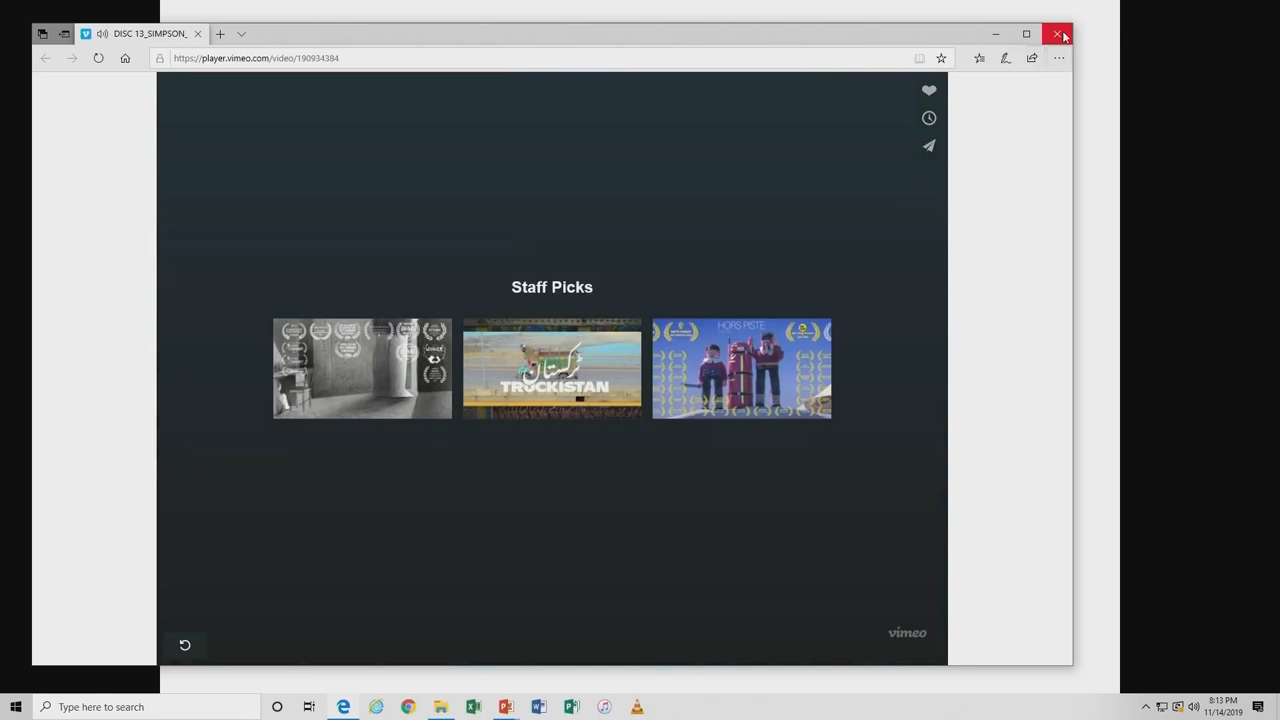 DISC 13_SIMPSON_
https://player.vimeo.com/video/190934384
Staff Picks
ٹرکستان
TRUCKISTAN
HORS PISTE
vimeo
Type here to search
8:13 PM
11/14/2019